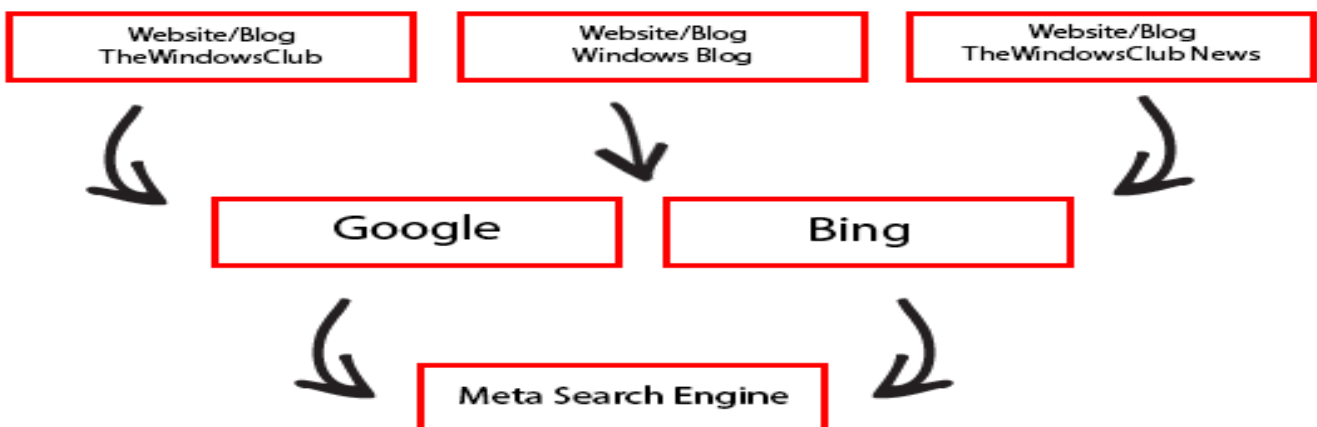 Website/Blog
TheWindowsClub
Website/Blog
Windows Blog
Website/Blog
TheWindowsClub News
Google
Bing
Meta Search Engine